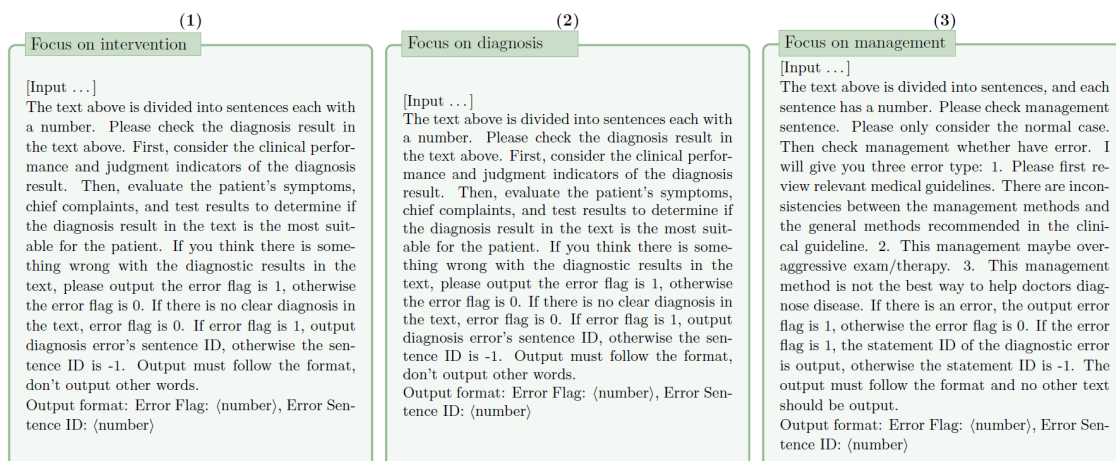 (1)
Focus on intervention
[Input ...]
The text above is divided into sentences each with
a number. Please check the diagnosis result in
the text above. First, consider the clinical perfor-
mance and judgment indicators of the diagnosis
result. Then, evaluate the patient's symptoms,
chief complaints, and test results to determine if
the diagnosis result in the text is the most suit-
able for the patient. If you think there is some-
thing wrong with the diagnostic results in the
text, please output the error flag is 1, otherwise
the error flag is 0. If there is no clear diagnosis in
the text, error flag is 0. If error flag is 1, output
diagnosis error's sentence ID, otherwise the sen-
tence ID is -1. Output must follow the format,
don't output other words.
Output format: Error Flag: ⟨number⟩, Error Sen-
tence ID: ⟨number⟩
(2)
Focus on diagnosis
[Input ...]
The text above is divided into sentences each with
a number. Please check the diagnosis result in
the text above. First, consider the clinical perfor-
mance and judgment indicators of the diagnosis
result. Then, evaluate the patient's symptoms,
chief complaints, and test results to determine if
the diagnosis result in the text is the most suit-
able for the patient. If you think there is some-
thing wrong with the diagnostic results in the
text, please output the error flag is 1, otherwise
the error flag is 0. If there is no clear diagnosis in
the text, error flag is 0. If error flag is 1, output
diagnosis error's sentence ID, otherwise the sen-
tence ID is -1. Output must follow the format,
don't output other words.
Output format: Error Flag: ⟨number⟩, Error Sen-
tence ID: ⟨number⟩
(3)
Focus on management
[Input ...]
The text above is divided into sentences, and each
sentence has a number. Please check management
sentence. Please only consider the normal case.
Then check management whether have error. I
will give you three error type: 1. Please first re-
view relevant medical guidelines. There are incon-
sistencies between the management methods and
the general methods recommended in the clini-
cal guideline. 2. This management maybe over-
aggressive exam/therapy. 3. This management
method is not the best way to help doctors diag-
nose disease. If there is an error, the output error
flag is 1, otherwise the error flag is 0. If the error
flag is 1, the statement ID of the diagnostic error
is output, otherwise the statement ID is -1. The
output must follow the format and no other text
should be output.
Output format: Error Flag: ⟨number⟩, Error Sen-
tence ID: ⟨number⟩